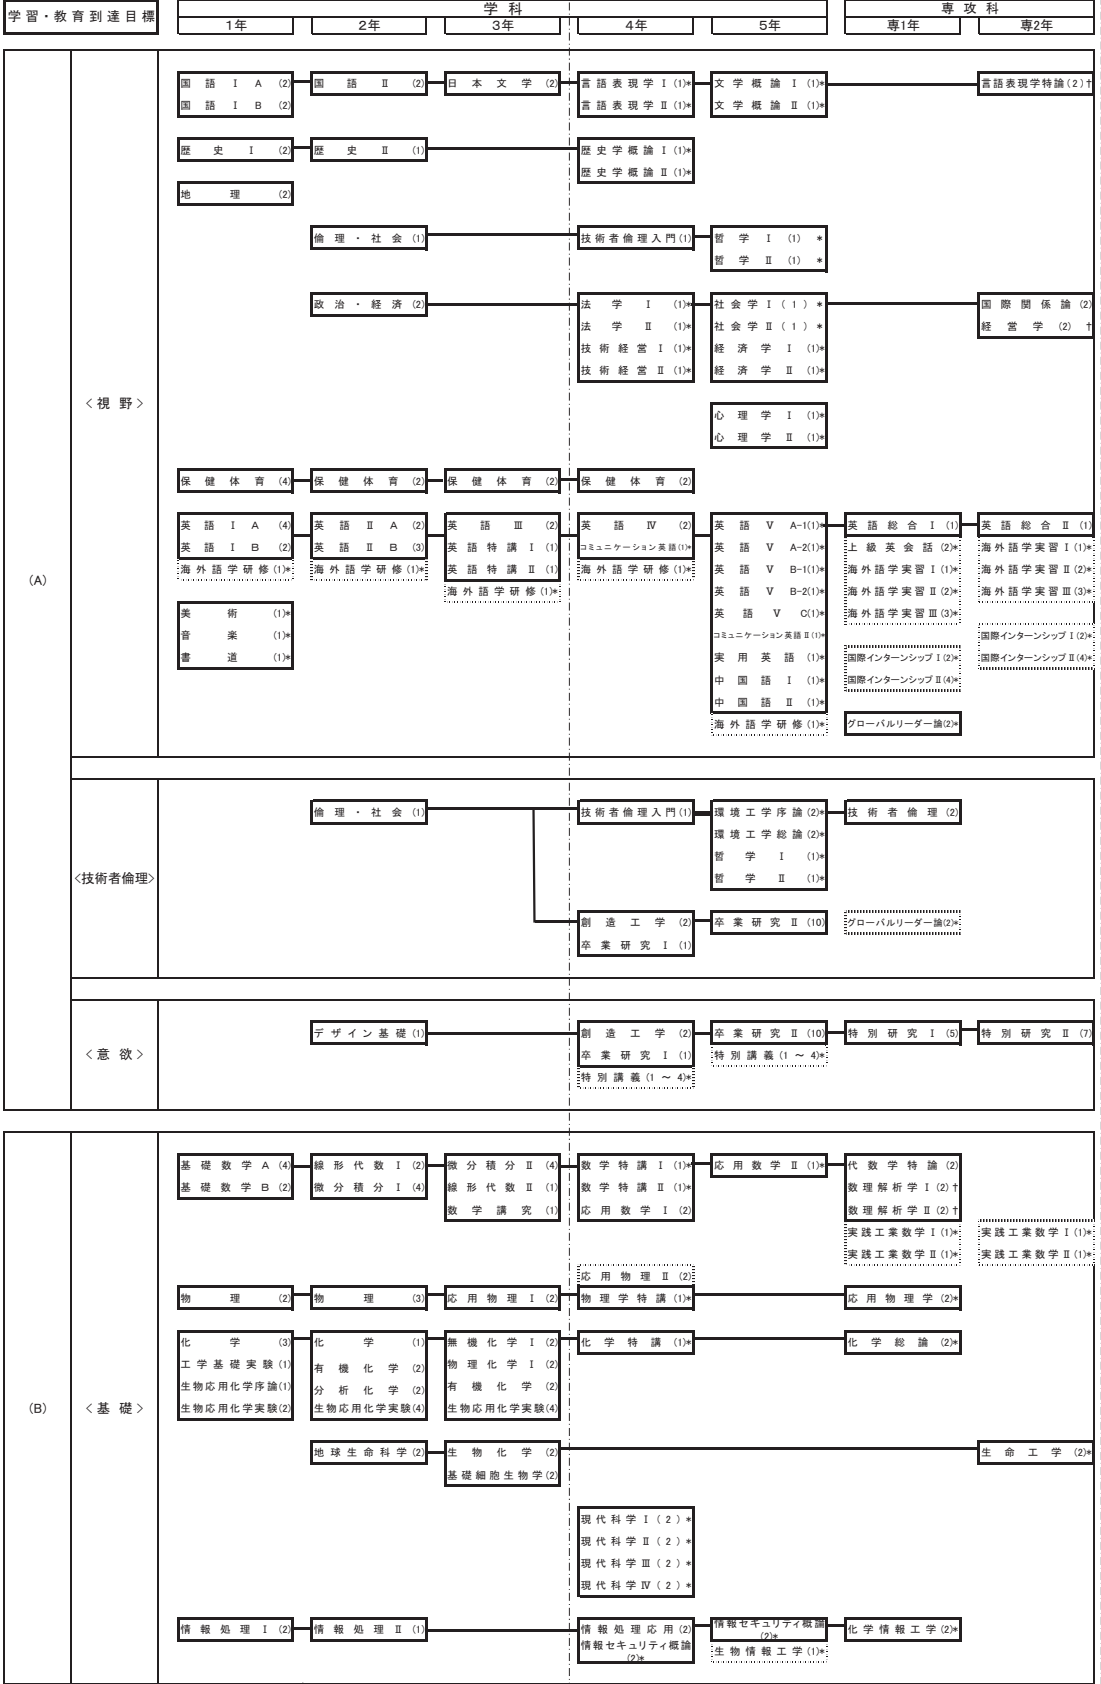 学習・教育到達目標
学科
専攻科
1年 2年 3年 4年 5年 専1年 専2年
(A)
<視 野>
国語ⅠA(2) 国語Ⅱ(2) 日本文学(2) 言語表現学Ⅰ(1)* 文学概論Ⅰ(1)* 言語表現学特論(2)†
国語ⅠB(2) 言語表現学Ⅱ(1)* 文学概論Ⅱ(1)*
歴史Ⅰ(2) 歴史Ⅱ(1) 歴史学概論Ⅰ(1)*
歴史学概論Ⅱ(1)*
地理(2)
倫理・社会(1) 技術者倫理入門(1) 哲学Ⅰ(1)*
哲学Ⅱ(1)*
政治・経済(2) 法学Ⅰ(1)* 社会学Ⅰ(1)* 国際関係論(2)
法学Ⅱ(1)* 社会学Ⅱ(1)* 経営学(2)†
技術経営Ⅰ(1)* 経済学Ⅰ(1)*
技術経営Ⅱ(1)* 経済学Ⅱ(1)*
心理学Ⅰ(1)*
心理学Ⅱ(1)*
保健体育(4) 保健体育(2) 保健体育(2) 保健体育(2)
英語ⅠA(4) 英語ⅡA(2) 英語Ⅲ(2) 英語Ⅳ(2) 英語ⅤA-1(1)* 英語総合Ⅰ(1) 英語総合Ⅱ(1)
英語ⅠB(2) 英語ⅡB(3) 英語特講Ⅰ(1) コミュニケーション英語(1)* 英語ⅤA-2(1)* 上級英会話(2)* 海外語学実習Ⅰ(1)*
海外語学研修(1)* 海外語学研修(1)* 英語特講Ⅱ(1) 海外語学研修(1)* 英語ⅤB-1(1)* 海外語学実習Ⅰ(1)* 海外語学実習Ⅱ(2)*
海外語学研修(1)* 英語ⅤB-2(1)* 海外語学実習Ⅱ(2)* 海外語学実習Ⅲ(3)*
美術(1)* 英語ⅤC(1)* 海外語学実習Ⅲ(3)*
音楽(1)* コミュニケーション英語Ⅱ(1)* 国際インターンシップⅠ(2)*
書道(1)* 実用英語(1)* 国際インターンシップⅠ(2)* 国際インターンシップⅡ(4)*
中国語Ⅰ(1)* 国際インターンシップⅡ(4)*
中国語Ⅱ(1)*
海外語学研修(1)* グローバルリーダー論(2)*
<技術者倫理>
倫理・社会(1) 技術者倫理入門(1) 環境工学序論(2)* 技術者倫理(2)
環境工学総論(2)*
哲学Ⅰ(1)*
哲学Ⅱ(1)*
創造工学(2) 卒業研究Ⅱ(10) グローバルリーダー論(2)*
卒業研究Ⅰ(1)
<意 欲>
デザイン基礎(1) 創造工学(2) 卒業研究Ⅱ(10) 特別研究Ⅰ(5) 特別研究Ⅱ(7)
卒業研究Ⅰ(1) 特別講義(1～4)*
特別講義(1～4)*
(B)
<基 礎>
基礎数学A(4) 線形代数Ⅰ(2) 微分積分Ⅱ(4) 数学特講Ⅰ(1)* 応用数学Ⅱ(1)* 代数学特論(2)
基礎数学B(2) 微分積分Ⅰ(4) 線形代数Ⅱ(1) 数学特講Ⅱ(1)* 数理解析学Ⅰ(2)†
数学講究(1) 応用数学Ⅰ(2) 数理解析学Ⅱ(2)†
実践工業数学Ⅰ(1)* 実践工業数学Ⅰ(1)*
実践工業数学Ⅱ(1)* 実践工業数学Ⅱ(1)*
応用物理Ⅱ(2)
物理(2) 物理(3) 応用物理Ⅰ(2) 物理学特講(1)* 応用物理学(2)*
化学(3) 化学(1) 無機化学Ⅰ(2) 化学特講(1)* 化学総論(2)*
工学基礎実験(1) 有機化学(2) 物理化学Ⅰ(2)
生物応用化学序論(1) 分析化学(2) 有機化学(2)
生物応用化学実験(2) 生物応用化学実験(4) 生物応用化学実験(4)
地球生命科学(2) 生物化学(2) 生命工学(2)*
基礎細胞生物学(2)
現代科学Ⅰ(2)*
現代科学Ⅱ(2)*
現代科学Ⅲ(2)*
現代科学Ⅳ(2)*
情報処理Ⅰ(2) 情報処理Ⅱ(1) 情報処理応用(2) 情報セキュリティ概論(2)* 化学情報工学(2)*
情報セキュリティ概論(2)* 生物情報工学(1)*